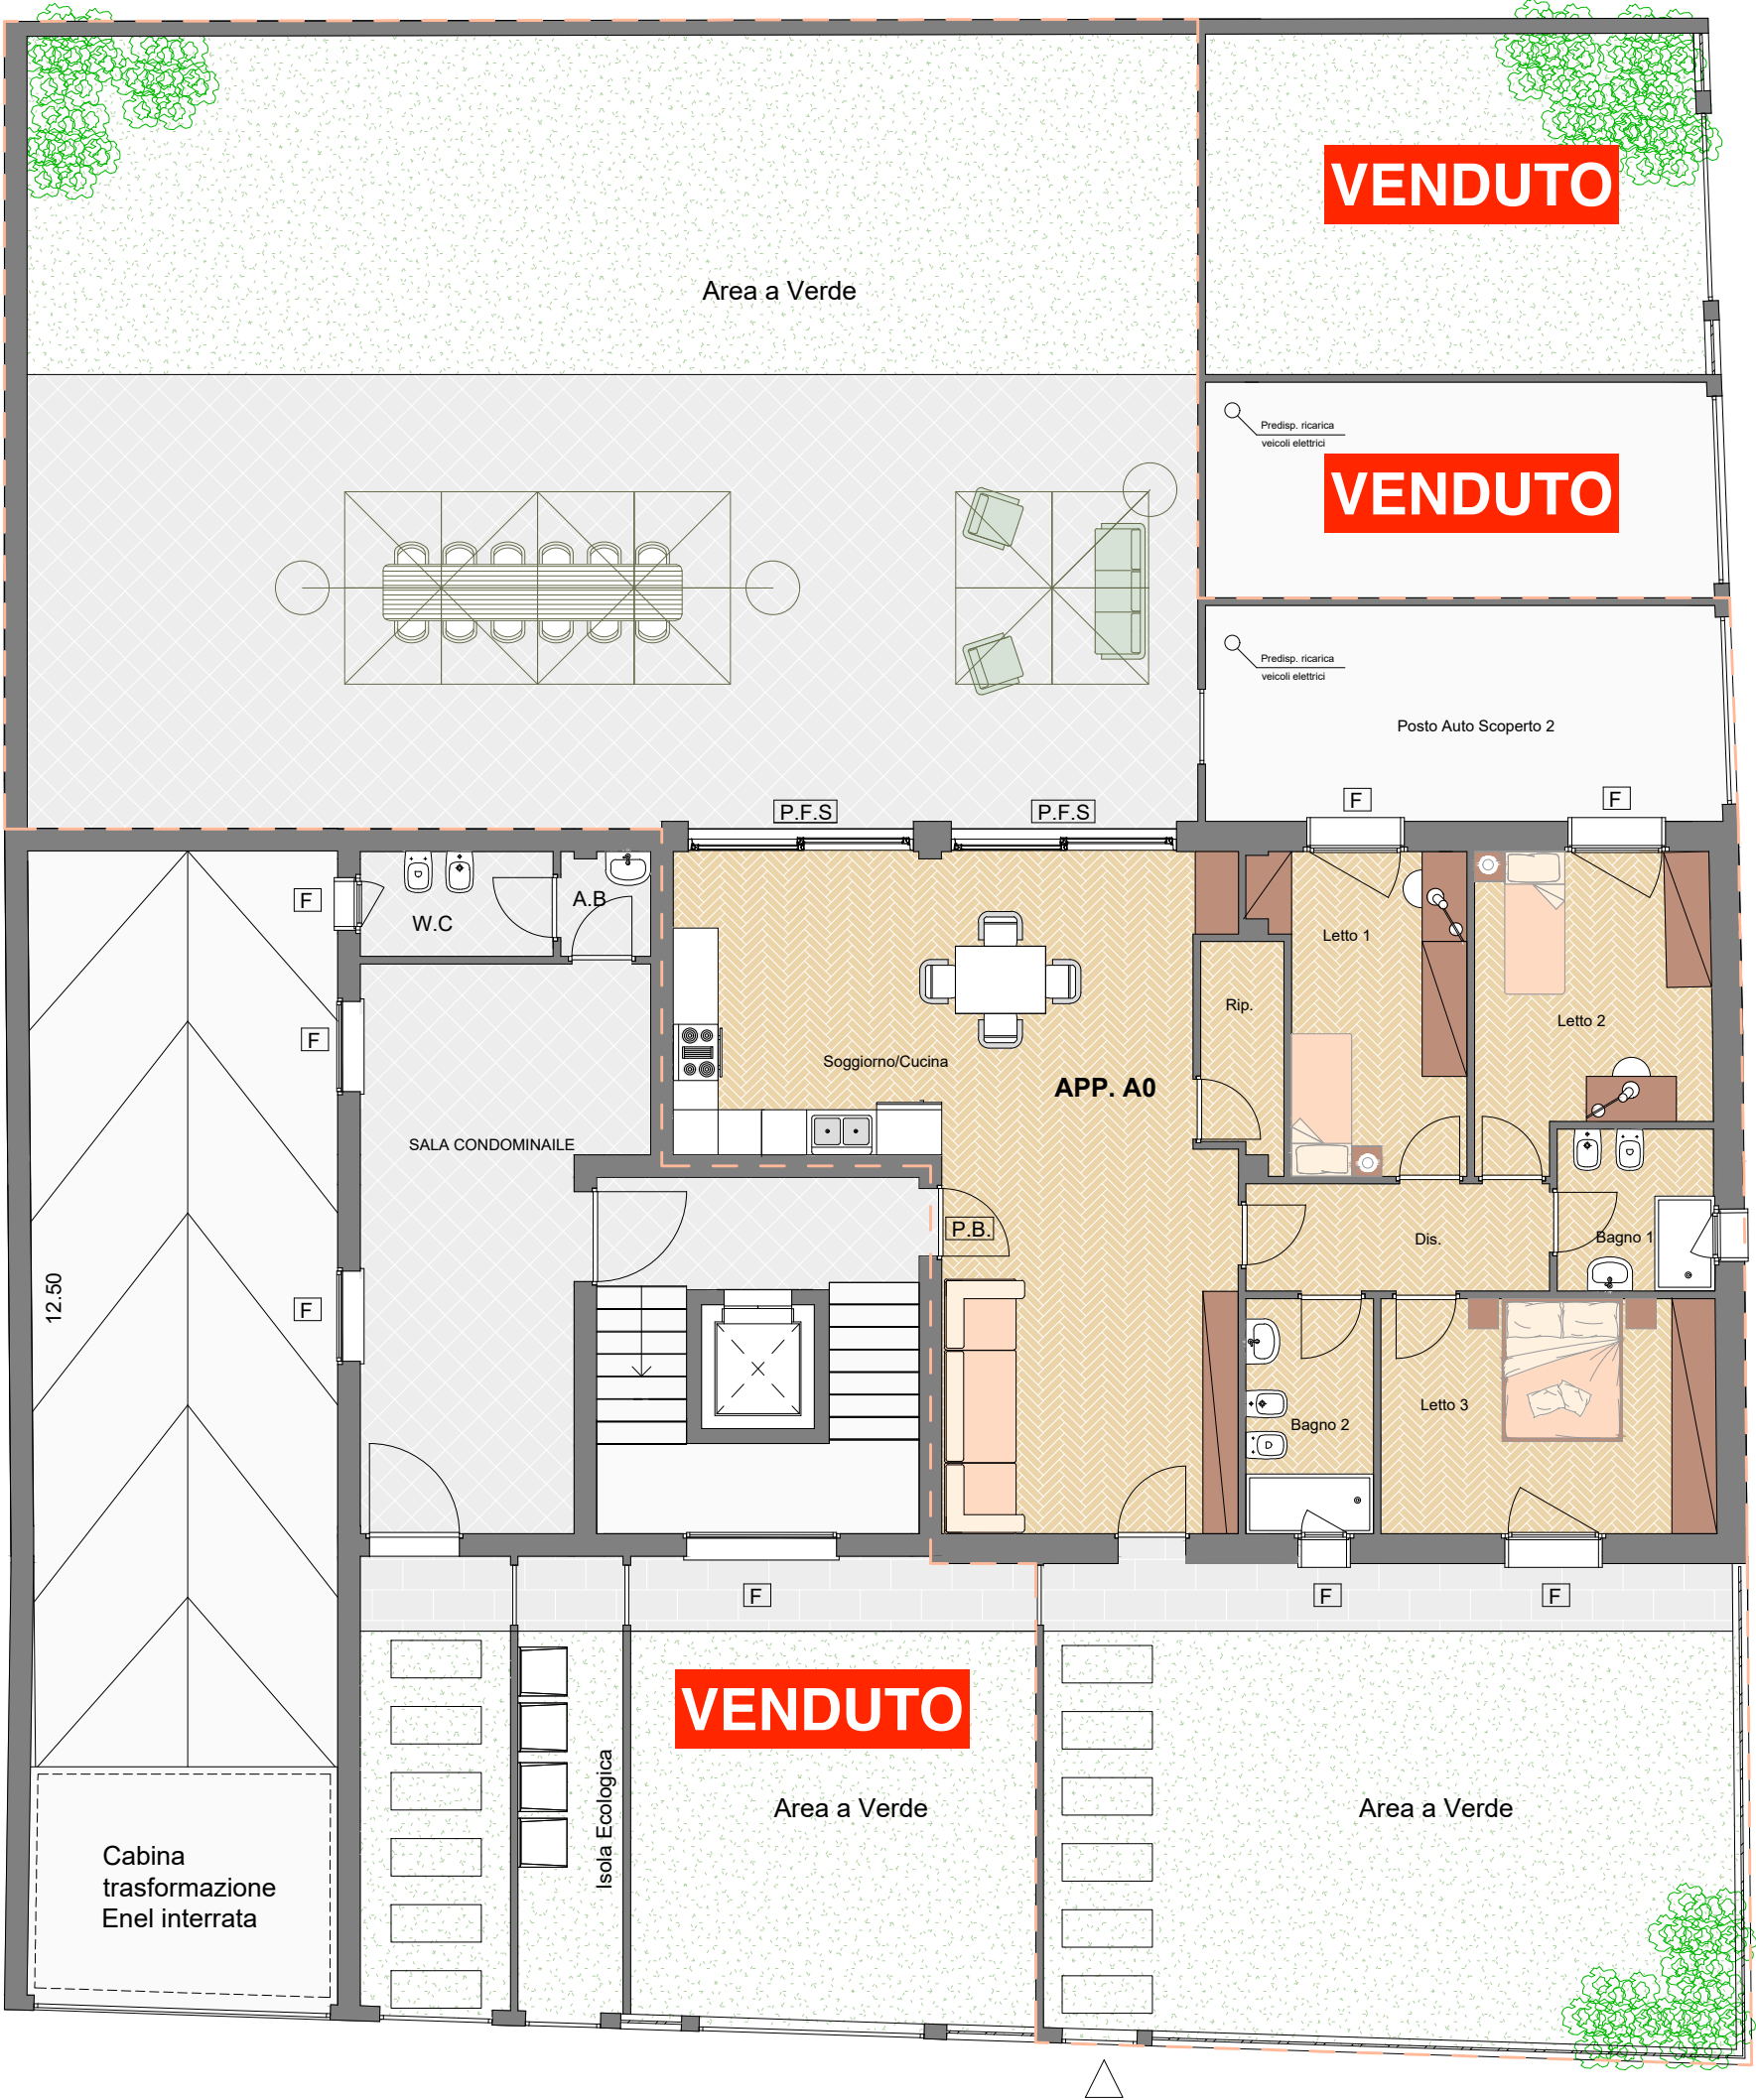 VENDUTO
Area a Verde
Predisp. ricarica
veicoli elettrici
VENDUTO
Predisp. ricarica
veicoli elettrici
Posto Auto Scoperto 2
P.F.S
P.F.S
F
F
F
W.C
A.B
Letto 1
Rip.
Letto 2
F
Soggiorno/Cucina
APP. A0
SALA CONDOMINAILE
P.B.
Dis.
Bagno 1
12.50
F
Letto 3
Bagno 2
F
F
F
VENDUTO
Isola Ecologica
Area a Verde
Area a Verde
Cabina
trasformazione
Enel interrata